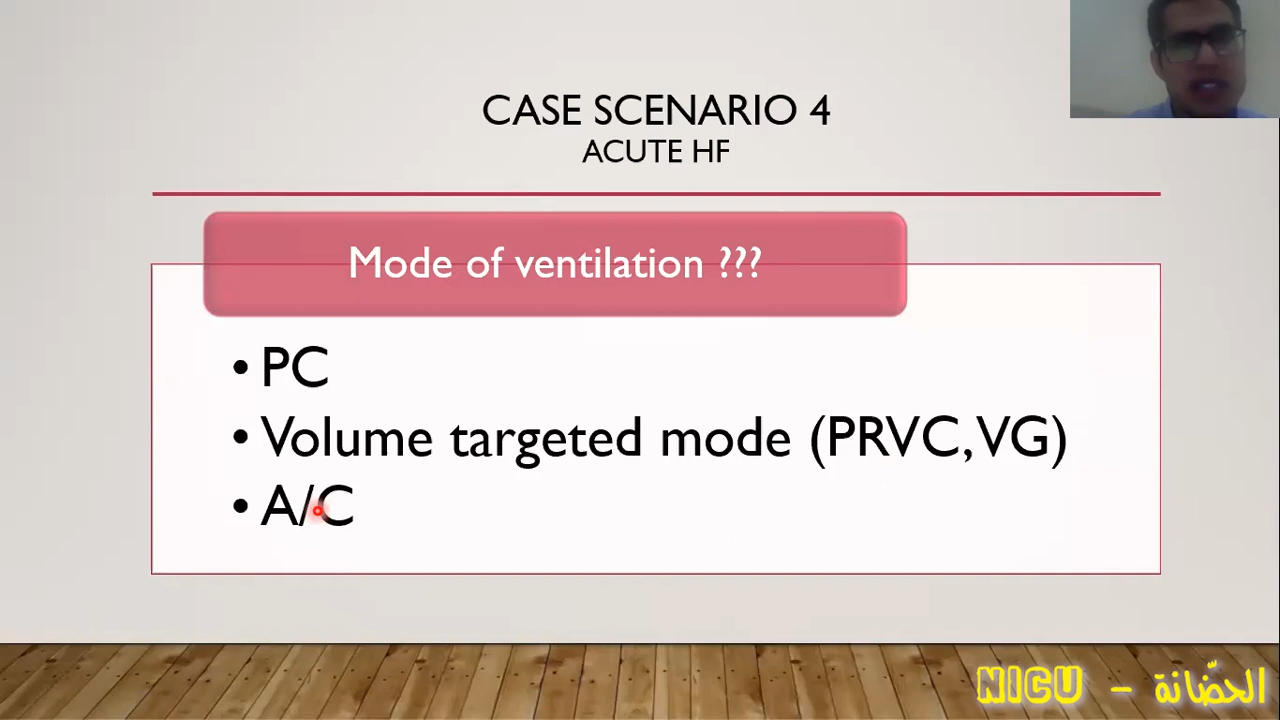 CASE SCENARIO 4
ACUTE HF
Mode of ventilation ???
• PC
• Volume targeted mode (PRVC, VG)
• A/C
NICU - الحضّانة